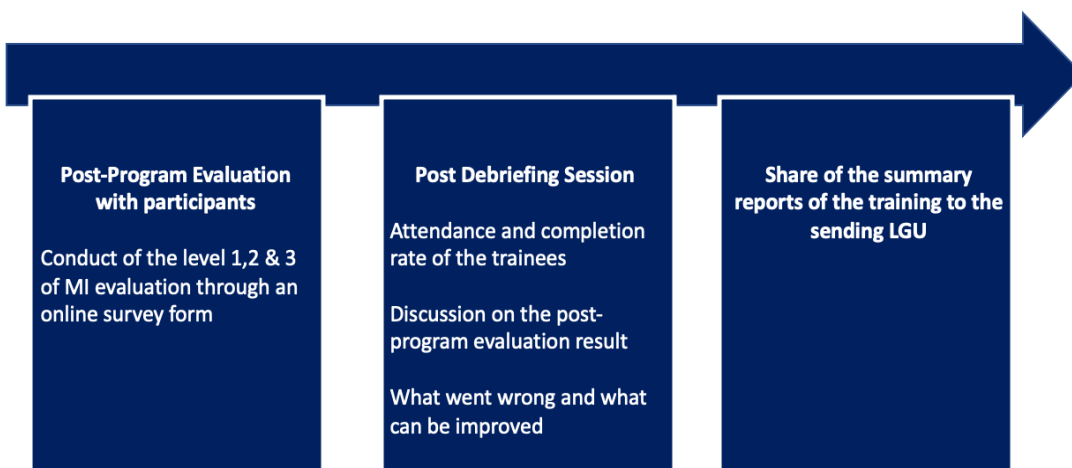 Post-Program Evaluation
with participants
Conduct of the level 1,2 & 3
of MI evaluation through an
online survey form
Post Debriefing Session
Attendance and completion
rate of the trainees
Discussion on the post-
program evaluation result
What went wrong and what
can be improved
Share of the summary
reports of the training to the
sending LGU